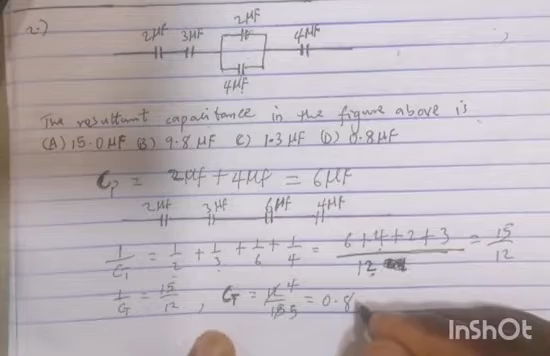 2.)
2μF 3μF 2μF 4μF
4μF
The resultant capacitance in the figure above is
(A) 15.0μF (B) 9.8μF (C) 1.3μF (D) 0.8μF
Cp = 2μF + 4μF = 6μF
2μF 3μF 6μF 4μF
1/CT = 1/2 + 1/3 + 1/6 + 1/4 = 6+4+2+3/12 = 15/12
1/CT = 15/12, CT = 12 4/15 5 = 0.8
InShOt